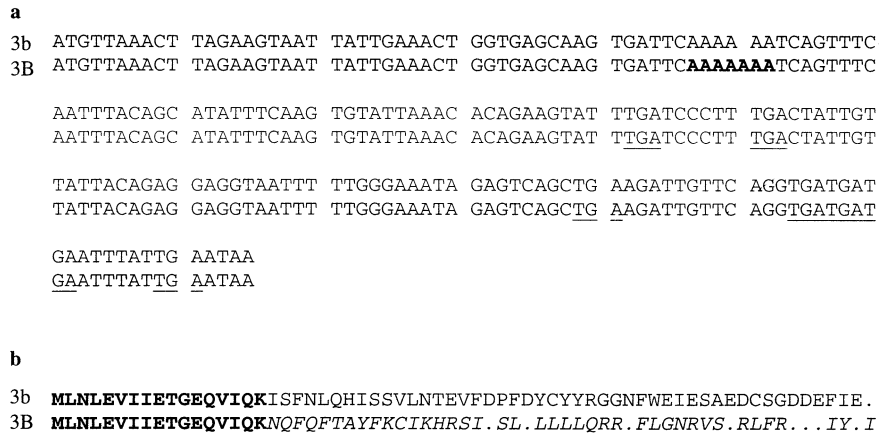 a
3b ATGTTAAACT TAGAAGTAAT TATTGAAACT GGTGAGCAAG TGATTCAAAA AATCAGTTTC
3B ATGTTAAACT TAGAAGTAAT TATTGAAACT GGTGAGCAAG TGATTCAAAAAAATCAGTTTC
AATTTACAGC ATATTTCAAG TGTATTAAAC ACAGAAGTAT TTGATCCCTT TGACTATTGT
AATTTACAGC ATATTTCAAG TGTATTAAAC ACAGAAGTAT TTGATCCCTT TGACTATTGT
TATTACAGAG GAGGTAATTT TTGGGAAATA GAGTCAGCTG AAGATTGTTC AGGTGATGAT
TATTACAGAG GAGGTAATTT TTGGGAAATA GAGTCAGCTG AAGATTGTTC AGGTGATGAT
GAATTTATTG AATAA
GAATTTATTG AATAA
b
3b MLNLEVIIETGEQVIQKISFNLQHISSVLNTEVFDPFDYCYYRGGNFWEIESAEDCSGDDEFIE.
3B MLNLEVIIETGEQVIQKNQFQFTAYFKCIKHRSI.SL.LLLLQRR.FLGNRVS.RLFR...IY.I